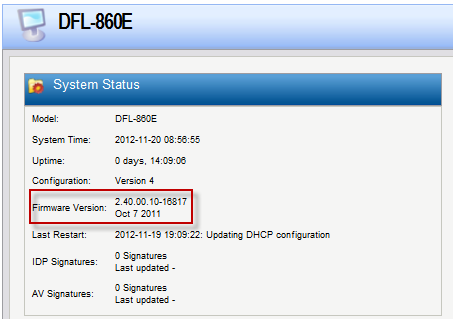 DFL-860E
System Status
Model: DFL-860E
System Time: 2012-11-20 08:56:55
Uptime: 0 days, 14:09:06
Configuration: Version 4
Firmware Version: 2.40.00.10-16817
Oct 7 2011
Last Restart: 2012-11-19 19:09:22: Updating DHCP configuration
IDP Signatures: 0 Signatures
Last updated -
AV Signatures: 0 Signatures
Last updated -